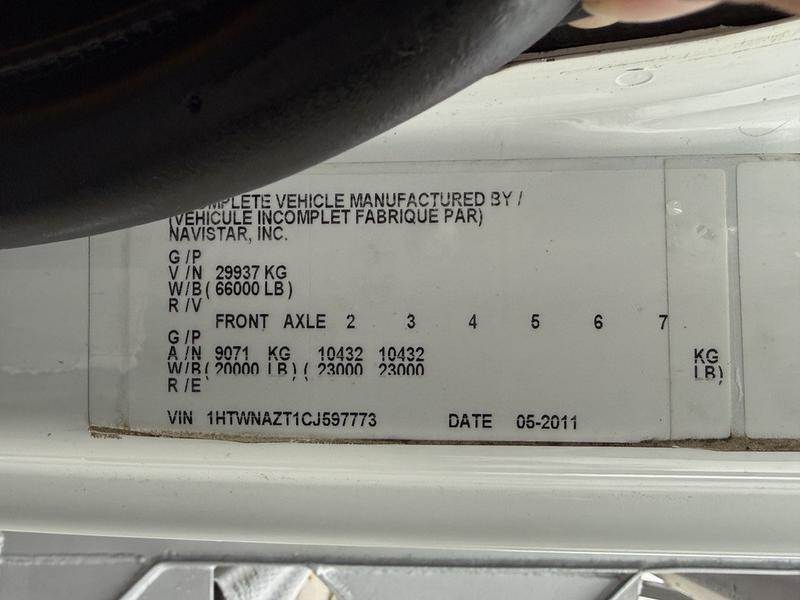 COMPLETE VEHICLE MANUFACTURED BY /
(VEHICULE INCOMPLET FABRIQUE PAR)
NAVISTAR, INC.
G / P
V / N 29937 KG
W/B ( 66000 LB )
R / V
FRONT AXLE 2 3 4 5 6 7
G / P
A / N 9071 KG 10432 10432 KG
W/B ( 20000 LB ) ( 23000 23000 LB)
R / E
VIN 1HTWNAZT1CJ597773 DATE 05-2011